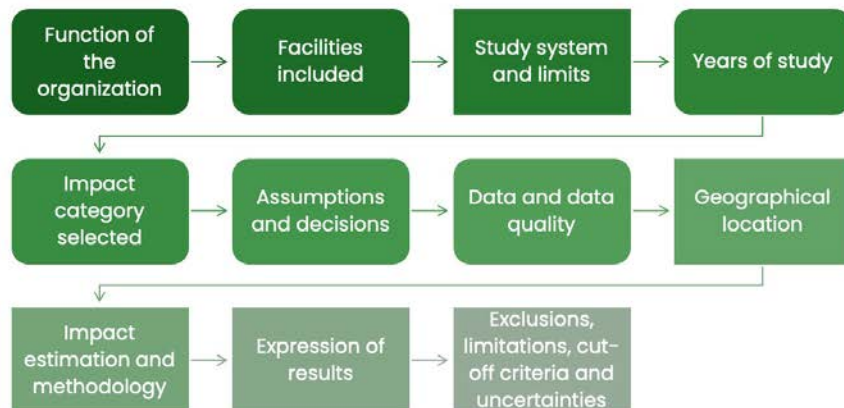 Function of
the
organization
Facilities
included
Study system
and limits
Years of study
Impact
category
selected
Assumptions
and decisions
Data and data
quality
Geographical
location
Impact
estimation and
methodology
Expression of
results
Exclusions,
limitations, cut-
off criteria and
uncertainties